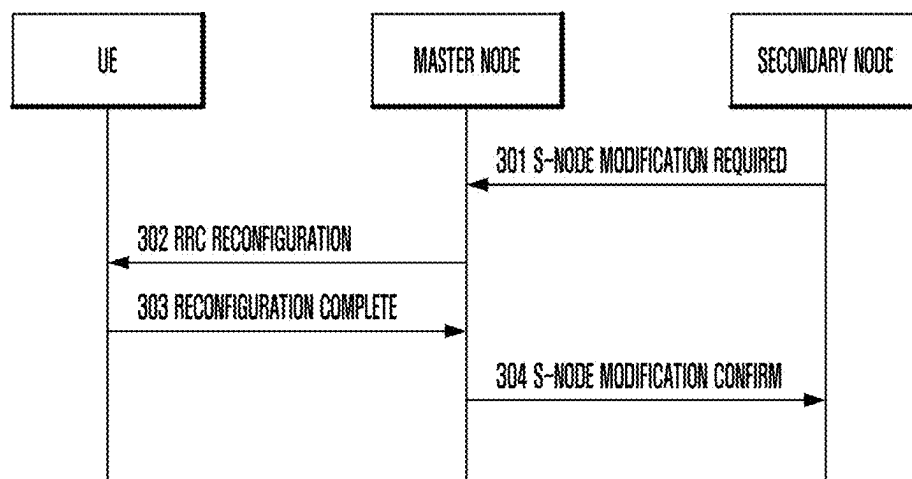 UE
MASTER NODE
SECONDARY NODE
301 S-NODE MODIFICATION REQUIRED
302 RRC RECONFIGURATION
303 RECONFIGURATION COMPLETE
304 S-NODE MODIFICATION CONFIRM